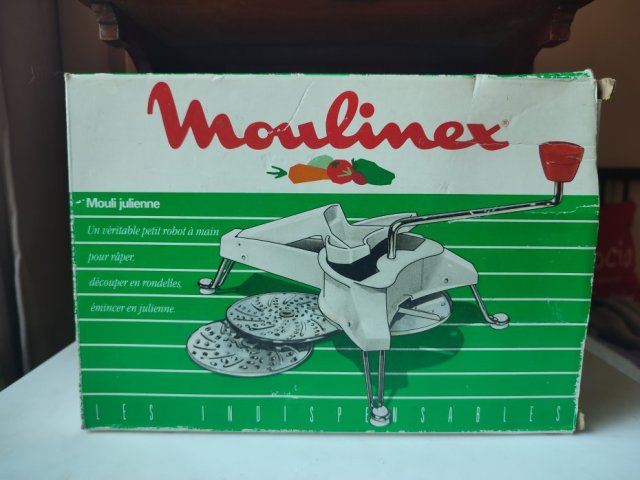 Moulinex®
Mouli julienne
Un véritable petit robot à main
pour râper,
découper en rondelles,
émincer en julienne.
LES INDISPENSABLES